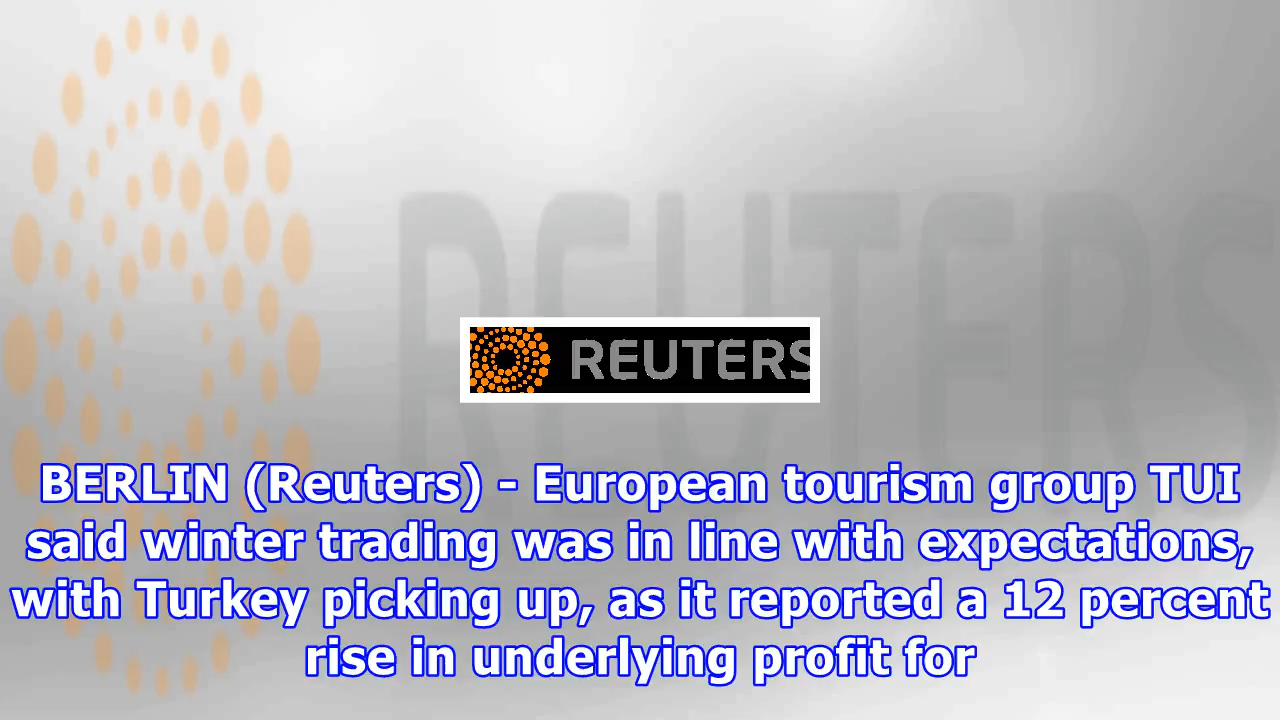 REUTERS
REUTERS
BERLIN (Reuters) - European tourism group TUI
said winter trading was in line with expectations,
with Turkey picking up, as it reported a 12 percent
rise in underlying profit for